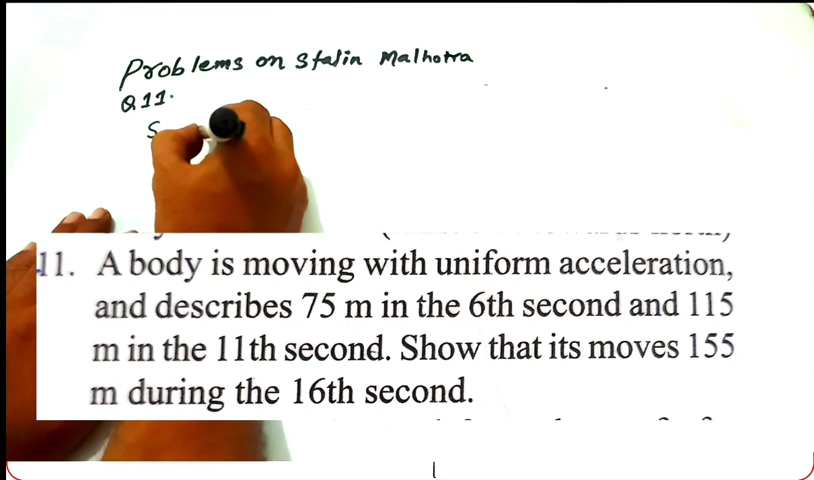 Problems on Stalin Malhotra
Q.11.
S
11. A body is moving with uniform acceleration,
and describes 75 m in the 6th second and 115
m in the 11th second. Show that its moves 155
m during the 16th second.